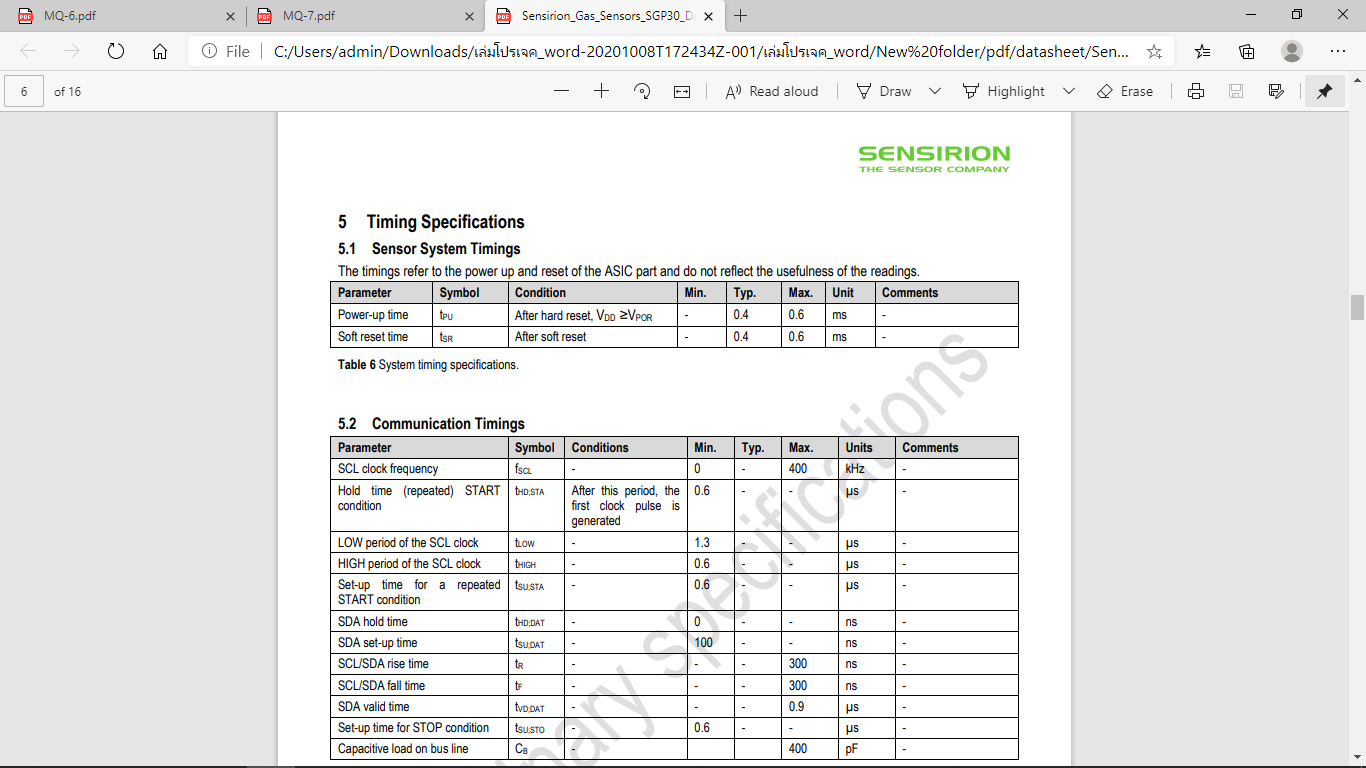 MQ-6.pdf MQ-7.pdf Sensirion_Gas_Sensors_SGP30_D
File C:/Users/admin/Downloads/เล่มโปรเจค_word-20201008T172434Z-001/เล่มโปรเจค_word/New%20folder/pdf/datasheet/Sen...
6 of 16 Read aloud Draw Highlight Erase
SENSIRION
THE SENSOR COMPANY
5 Timing Specifications
5.1 Sensor System Timings
The timings refer to the power up and reset of the ASIC part and do not reflect the usefulness of the readings.
Parameter Symbol Condition Min. Typ. Max. Unit Comments
Power-up time tPU After hard reset, VDD ≥VPOR - 0.4 0.6 ms -
Soft reset time tSR After soft reset - 0.4 0.6 ms -
Table 6 System timing specifications.
5.2 Communication Timings
Parameter Symbol Conditions Min. Typ. Max. Units Comments
SCL clock frequency fSCL - 0 - 400 kHz -
Hold time (repeated) START tHD;STA After this period, the 0.6 - - µs -
condition first clock pulse is
generated
LOW period of the SCL clock tLOW - 1.3 - - µs -
HIGH period of the SCL clock tHIGH - 0.6 - - µs -
Set-up time for a repeated tSU;STA - 0.6 - - µs -
START condition
SDA hold time tHD;DAT - 0 - - ns -
SDA set-up time tSU;DAT - 100 - - ns -
SCL/SDA rise time tR - - - 300 ns -
SCL/SDA fall time tF - - - 300 ns -
SDA valid time tVD;DAT - - - 0.9 µs -
Set-up time for STOP condition tSU;STO - 0.6 - - µs -
Capacitive load on bus line CB - 400 pF -
inary specifications